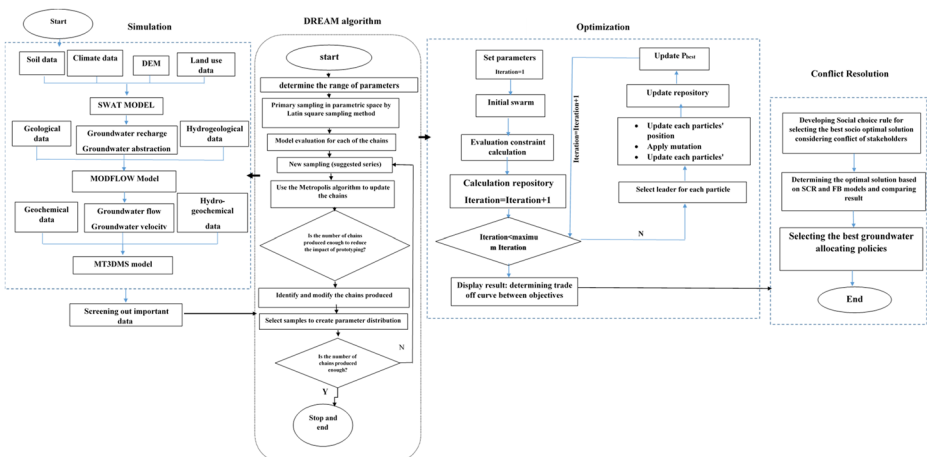 Start
Simulation
Soil data
Climate data
DEM
Land use
data
SWAT MODEL
Geological
data
Groundwater recharge
Groundwater abstraction
Hydrogeological
data
MODFLOW Model
Geochemical
data
Groundwater flow
Groundwater velocity
Hydro-
geochemical
data
MT3DMS model
Screening out important
data
DREAM algorithm
start
determine the range of parameters
Primary sampling in parametric space by
Latin square sampling method
Model evaluation for each of the chains
New sampling (suggested series)
Use the Metropolis algorithm to update
the chains
Is the number of chains
produced enough to reduce
the impact of prototyping?
Identify and modify the chains produced
Select samples to create parameter distribution
Is the number of
chains produced
enough?
N
Y
Stop and
end
Optimization
Set parameters
Iteration=1
Initial swarm
Evaluation constraint
calculation
Calculation repository
Iteration=Iteration+1
Iteration<maximu
m Iteration
N
Display result: determining trade
off curve between objectives
Iteration=Iteration+1
Update Pbest
Update repository
• Update each particles'
position
• Apply mutation
• Update each particles'
Select leader for each particle
Conflict Resolution
Developing Social choice rule for
selecting the best socio optimal solution
considering conflict of stakeholders
Determining the optimal solution based
on SCR and FB models and comparing
result
Selecting the best groundwater
allocating policies
End